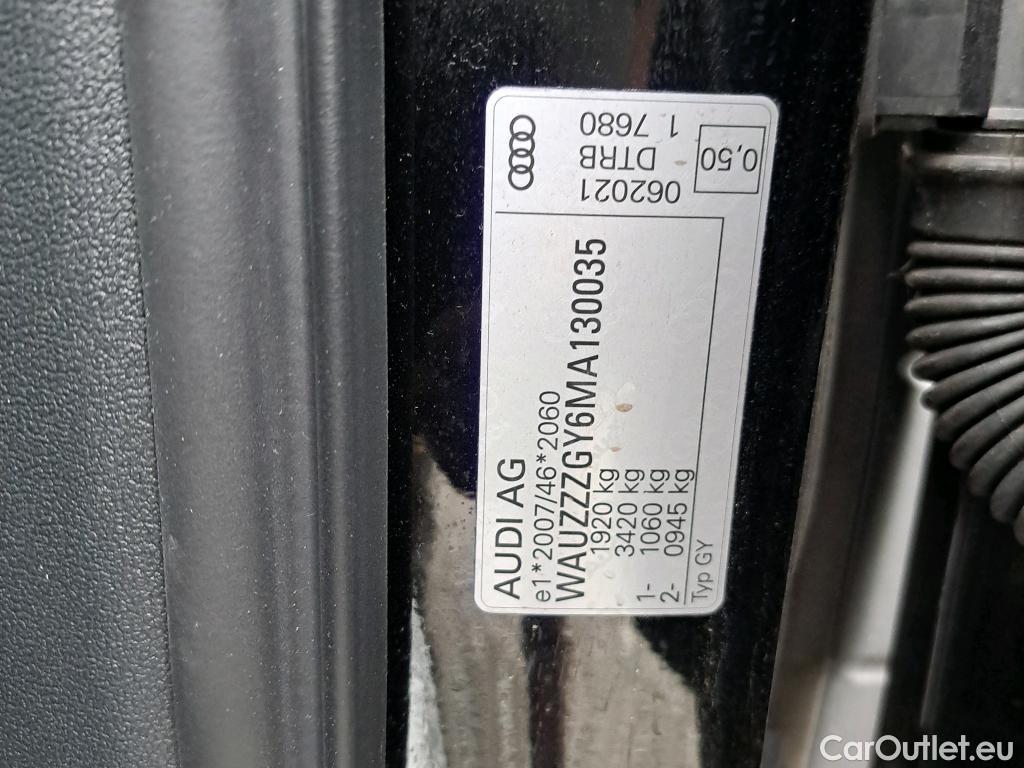 AUDI AG
e1*2007/46*2060
WAUZZZGY6MA130035
1920 kg
3420 kg
1- 1060 kg
2- 0945 kg
Typ GY
062021
DTRB
1 7680
0,50
CarOutlet.eu